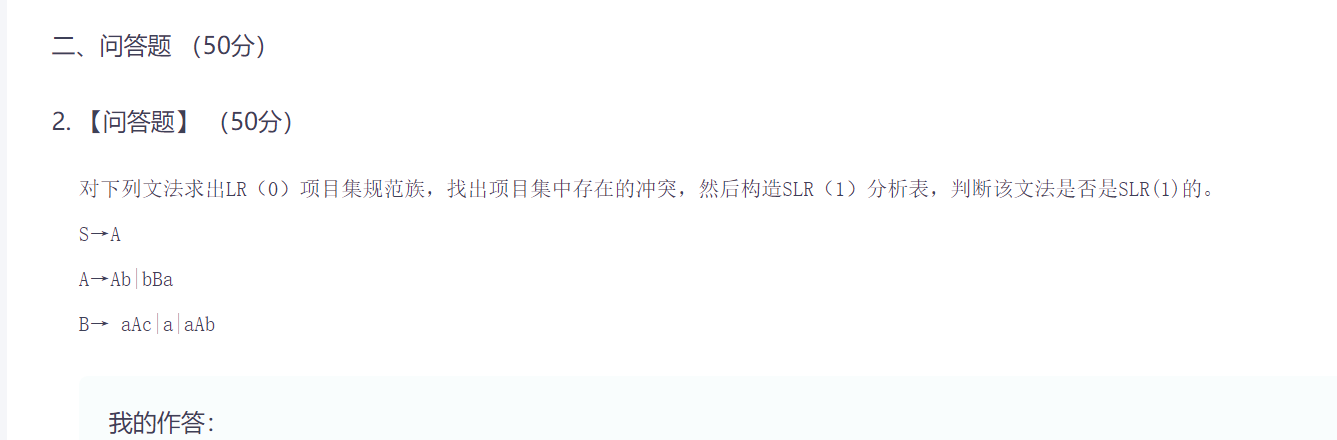 二、问答题 （50分）
2. 【问答题】 （50分）
对下列文法求出LR（0）项目集规范族，找出项目集中存在的冲突，然后构造SLR（1）分析表，判断该文法是否是SLR(1)的。
S→A
A→Ab|bBa
B→ aAc|a|aAb
我的作答：